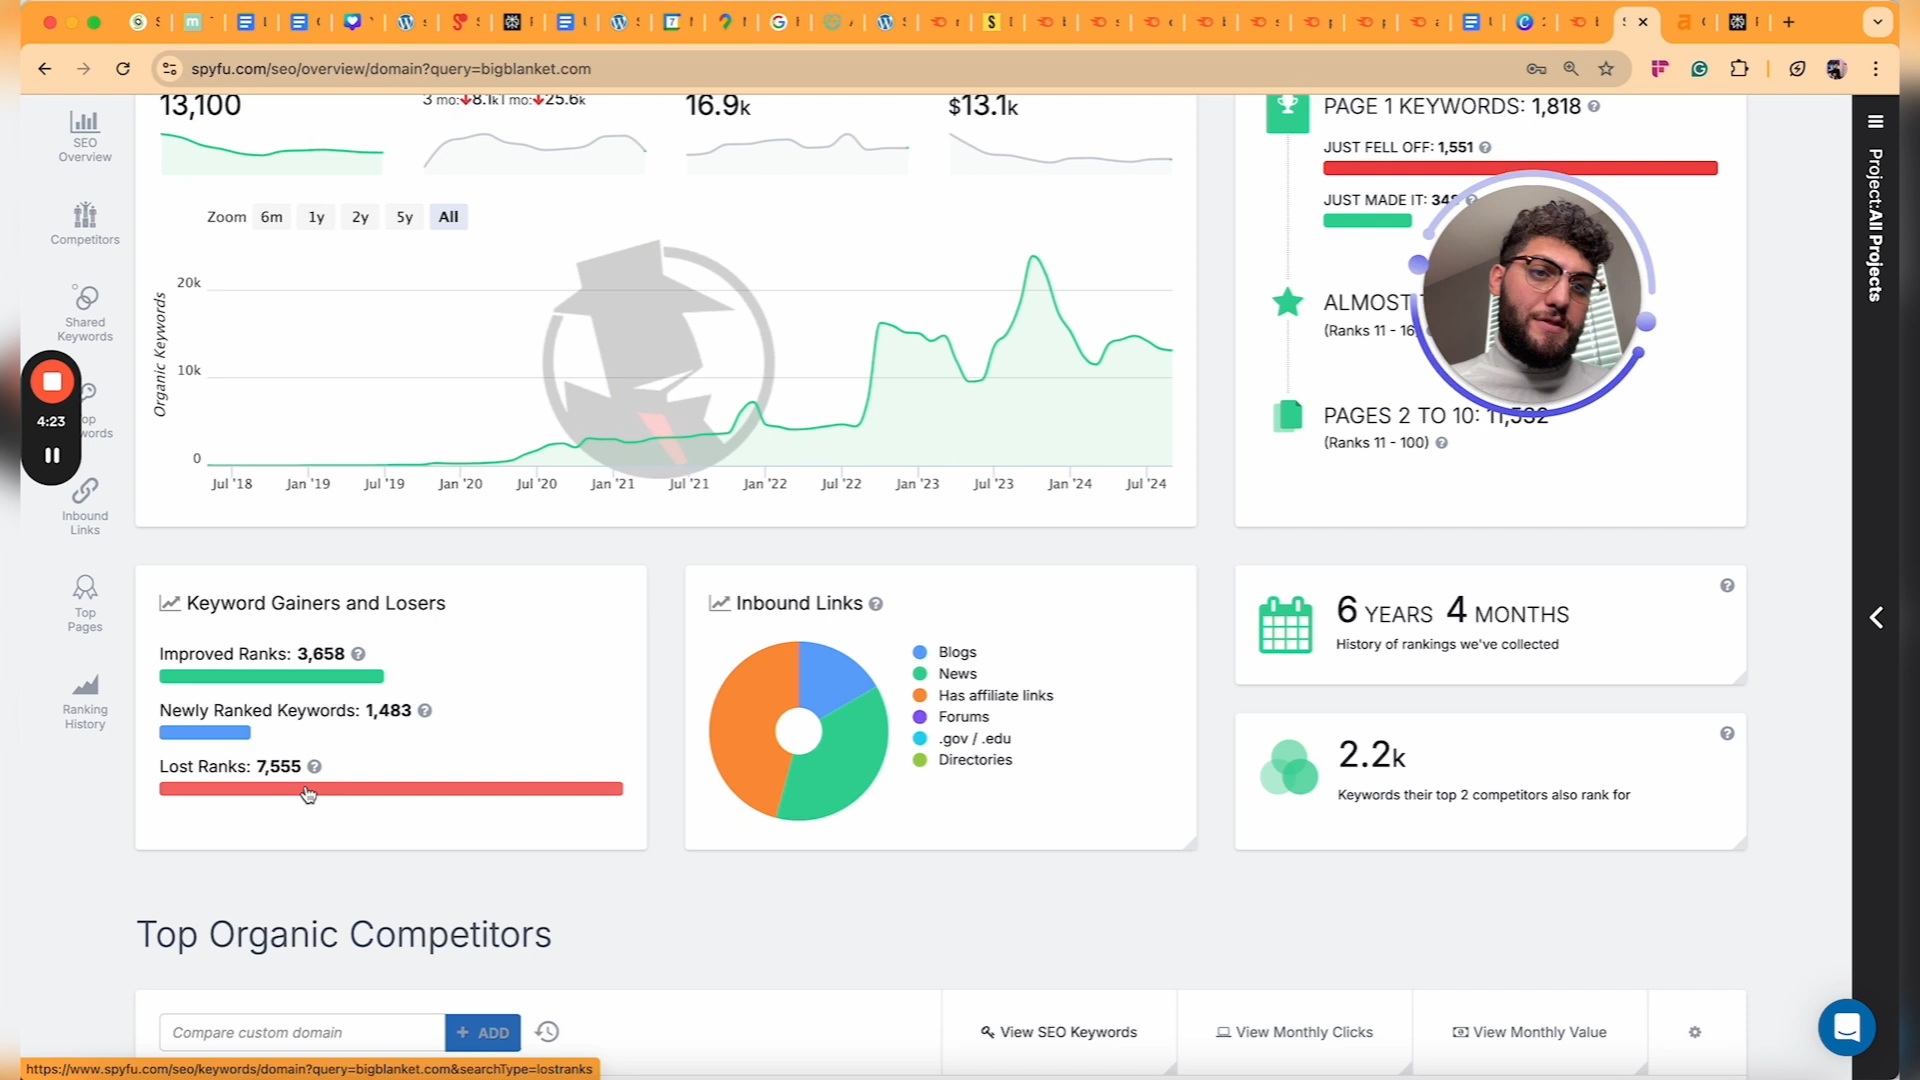 spyfu.com/seo/overview/domain?query=bigblanket.com
13,100
3 mo: 8.1k 1 mo: 25.6k
16.9k
$13.1k
PAGE 1 KEYWORDS: 1,818
JUST FELL OFF: 1,551
JUST MADE IT: 34
ALMOST
(Ranks 11 - 16
PAGES 2 TO 10: 11,532
(Ranks 11 - 100)
SEO
Overview
Competitors
Shared
Keywords
4:23
Inbound
Links
Top
Pages
Ranking
History
Zoom 6m 1y 2y 5y All
Organic Keywords
20k
10k
0
Jul '18 Jan '19 Jul '19 Jan '20 Jul '20 Jan '21 Jul '21 Jan '22 Jul '22 Jan '23 Jul '23 Jan '24 Jul '24
Project:All Projects
Keyword Gainers and Losers
Improved Ranks: 3,658
Newly Ranked Keywords: 1,483
Lost Ranks: 7,555
Inbound Links
Blogs
News
Has affiliate links
Forums
.gov / .edu
Directories
6 YEARS 4 MONTHS
History of rankings we've collected
2.2k
Keywords their top 2 competitors also rank for
Top Organic Competitors
Compare custom domain
+ ADD
View SEO Keywords
View Monthly Clicks
View Monthly Value
https://www.spyfu.com/seo/keywords/domain?query=bigblanket.com&searchType=lostranks